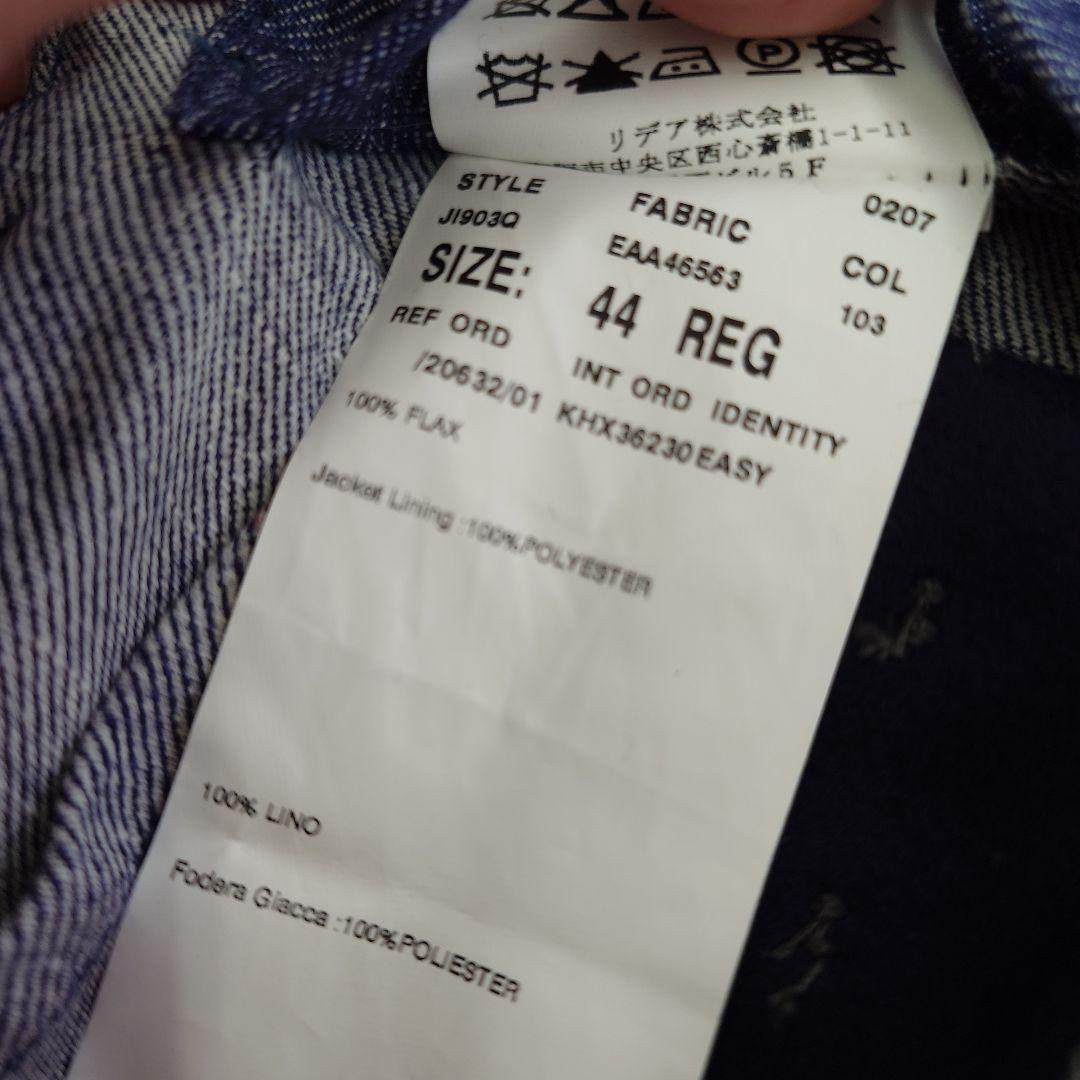 リデア株式会社
市中央区西心斎橋1-1-11
5F
STYLE FABRIC 0207
JI903Q EAA46563 COL
SIZE: 44 REG 103
REF ORD INT ORD IDENTITY
/20632/01 KHX36230EASY
100% FLAX
Jacket Lining :100%POLYESTER
100% LINO
Fodera Giacca :100%POLIESTER